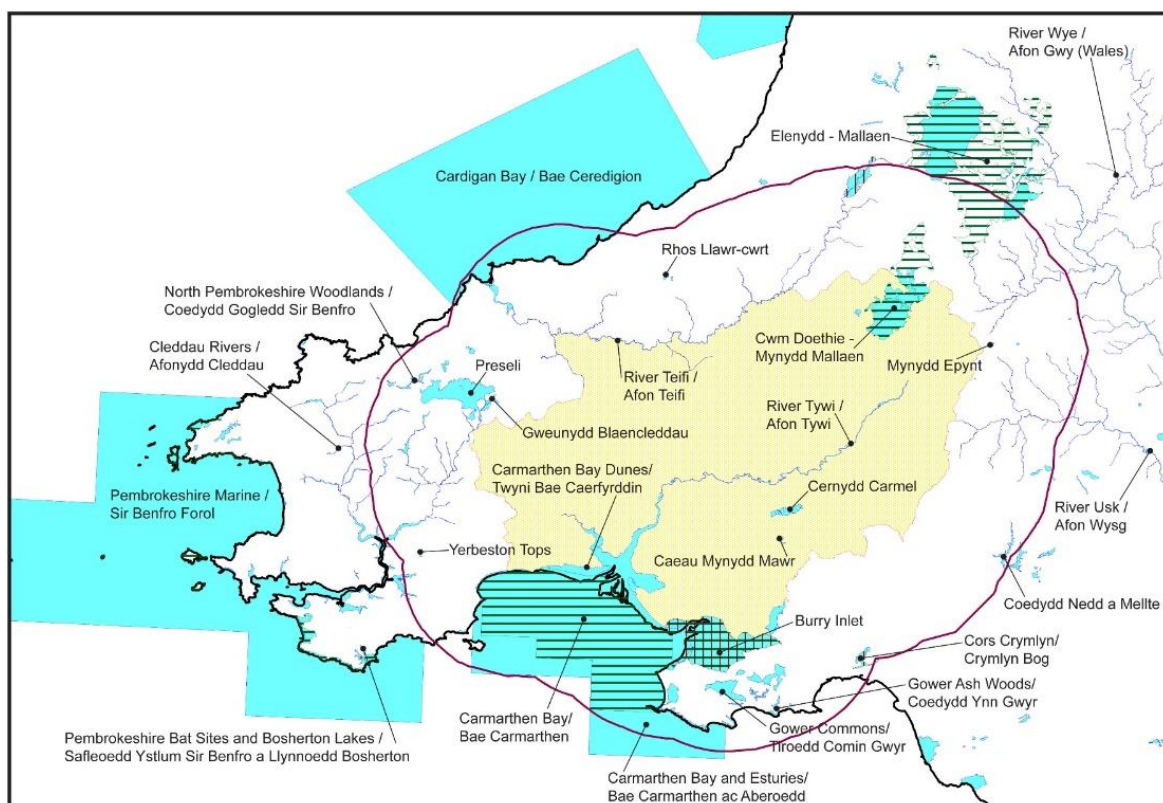 River Wye /
Afon Gwy (Wales)
Elenydd - Mallaen
Cardigan Bay / Bae Ceredigion
Rhos Llawr-cwrt
North Pembrokeshire Woodlands /
Coedydd Gogledd Sir Benfro
Cleddau Rivers /
Afonydd Cleddau
Preseli
River Teifi /
Afon Teifi
Cwm Doethie -
Mynydd Mallaen
Mynydd Epynt
Gweunydd Blaencleddau
River Tywi /
Afon Tywi
Carmarthen Bay Dunes/
Twyni Bae Caerfyrddin
Cernydd Carmel
Pembrokeshire Marine /
Sir Benfro Forol
River Usk /
Afon Wysg
Yerbeston Tops
Caeau Mynydd Mawr
Coedydd Nedd a Mellte
Burry Inlet
Cors Crymlyn/
Crymlyn Bog
Gower Ash Woods/
Coedydd Ynn Gwyr
Carmarthen Bay/
Bae Carmarthen
Gower Commons/
Tiroedd Comin Gwyr
Pembrokeshire Bat Sites and Bosherton Lakes /
Safleoedd Ystlum Sir Benfro a Llynnoedd Bosherton
Carmarthen Bay and Esturies/
Bae Carmarthen ac Aberoedd